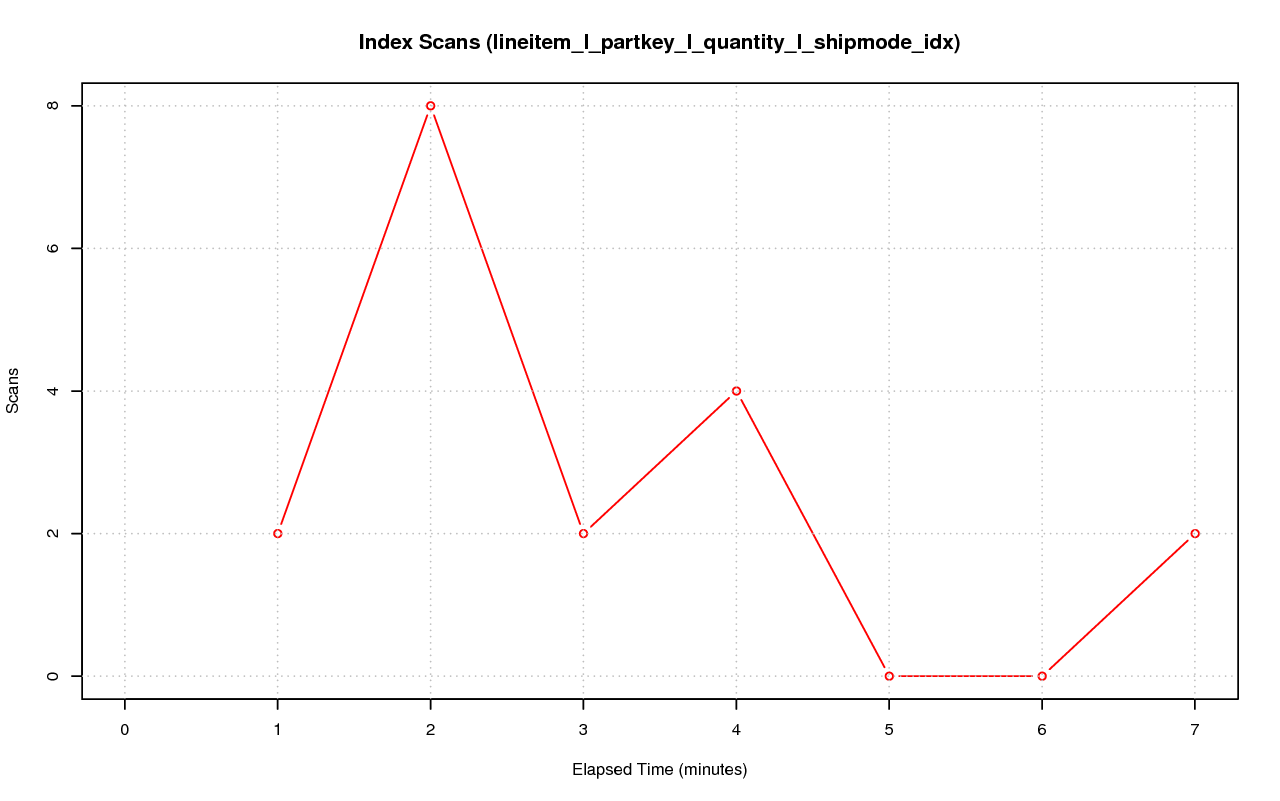 Index Scans (lineitem_l_partkey_l_quantity_l_shipmode_idx)
Scans
8
6
4
2
0
0 1 2 3 4 5 6 7
Elapsed Time (minutes)